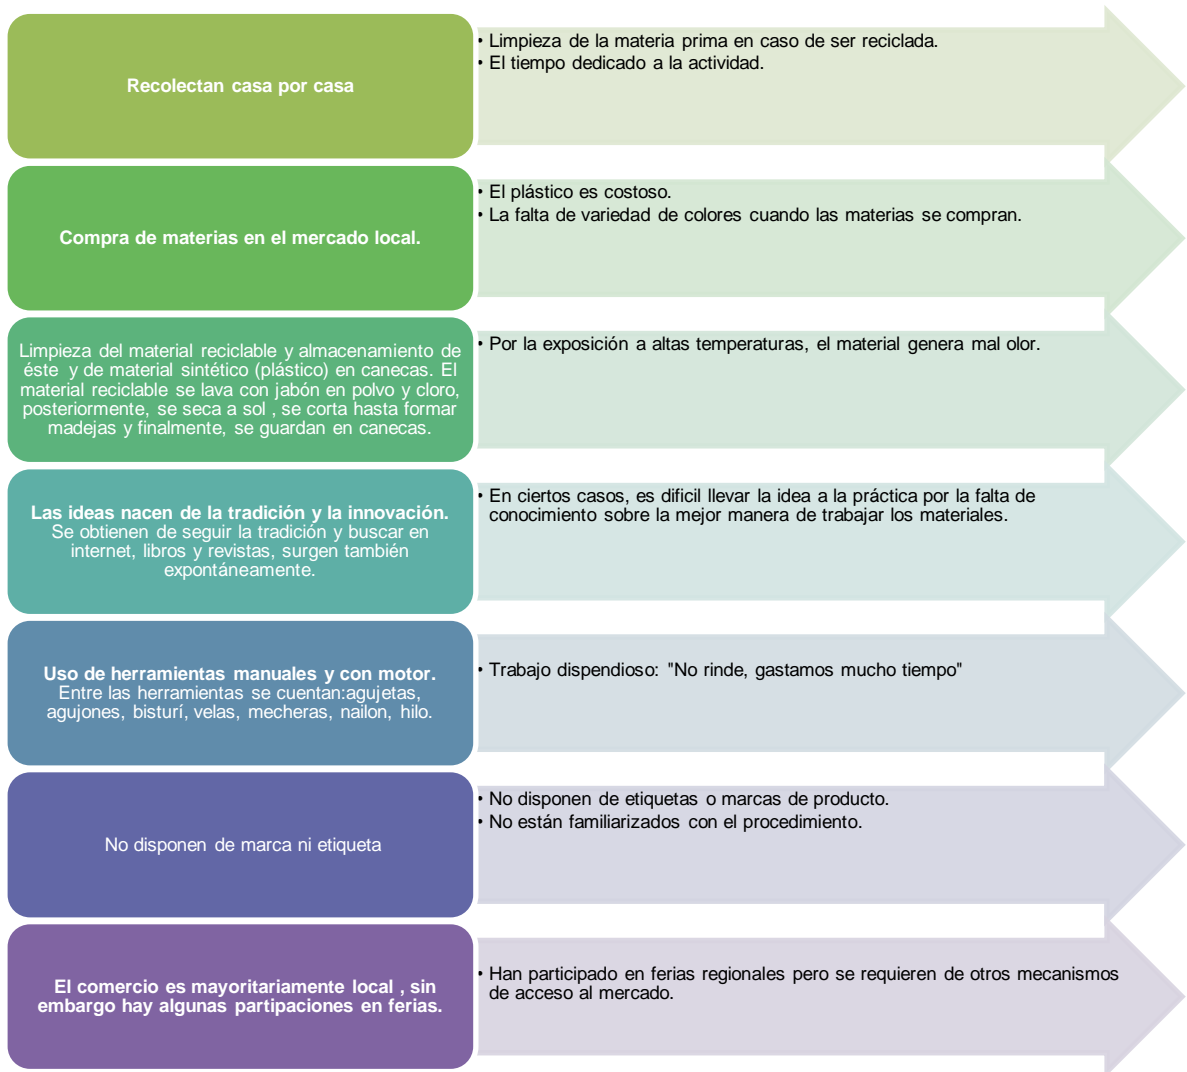 Recolectan casa por casa
• Limpieza de la materia prima en caso de ser reciclada.
• El tiempo dedicado a la actividad.
Compra de materias en el mercado local.
• El plástico es costoso.
• La falta de variedad de colores cuando las materias se compran.
Limpieza del material reciclable y almacenamiento de
éste y de material sintético (plástico) en canecas. El
material reciclable se lava con jabón en polvo y cloro,
posteriormente, se seca a sol , se corta hasta formar
madejas y finalmente, se guardan en canecas.
• Por la exposición a altas temperaturas, el material genera mal olor.
Las ideas nacen de la tradición y la innovación.
Se obtienen de seguir la tradición y buscar en
internet, libros y revistas, surgen también
expontáneamente.
• En ciertos casos, es dificil llevar la idea a la práctica por la falta de
conocimiento sobre la mejor manera de trabajar los materiales.
Uso de herramientas manuales y con motor.
Entre las herramientas se cuentan:agujetas,
agujones, bisturí, velas, mecheras, nailon, hilo.
• Trabajo dispendioso: "No rinde, gastamos mucho tiempo"
No disponen de marca ni etiqueta
• No disponen de etiquetas o marcas de producto.
• No están familiarizados con el procedimiento.
El comercio es mayoritariamente local , sin
embargo hay algunas partipaciones en ferias.
• Han participado en ferias regionales pero se requieren de otros mecanismos
de acceso al mercado.